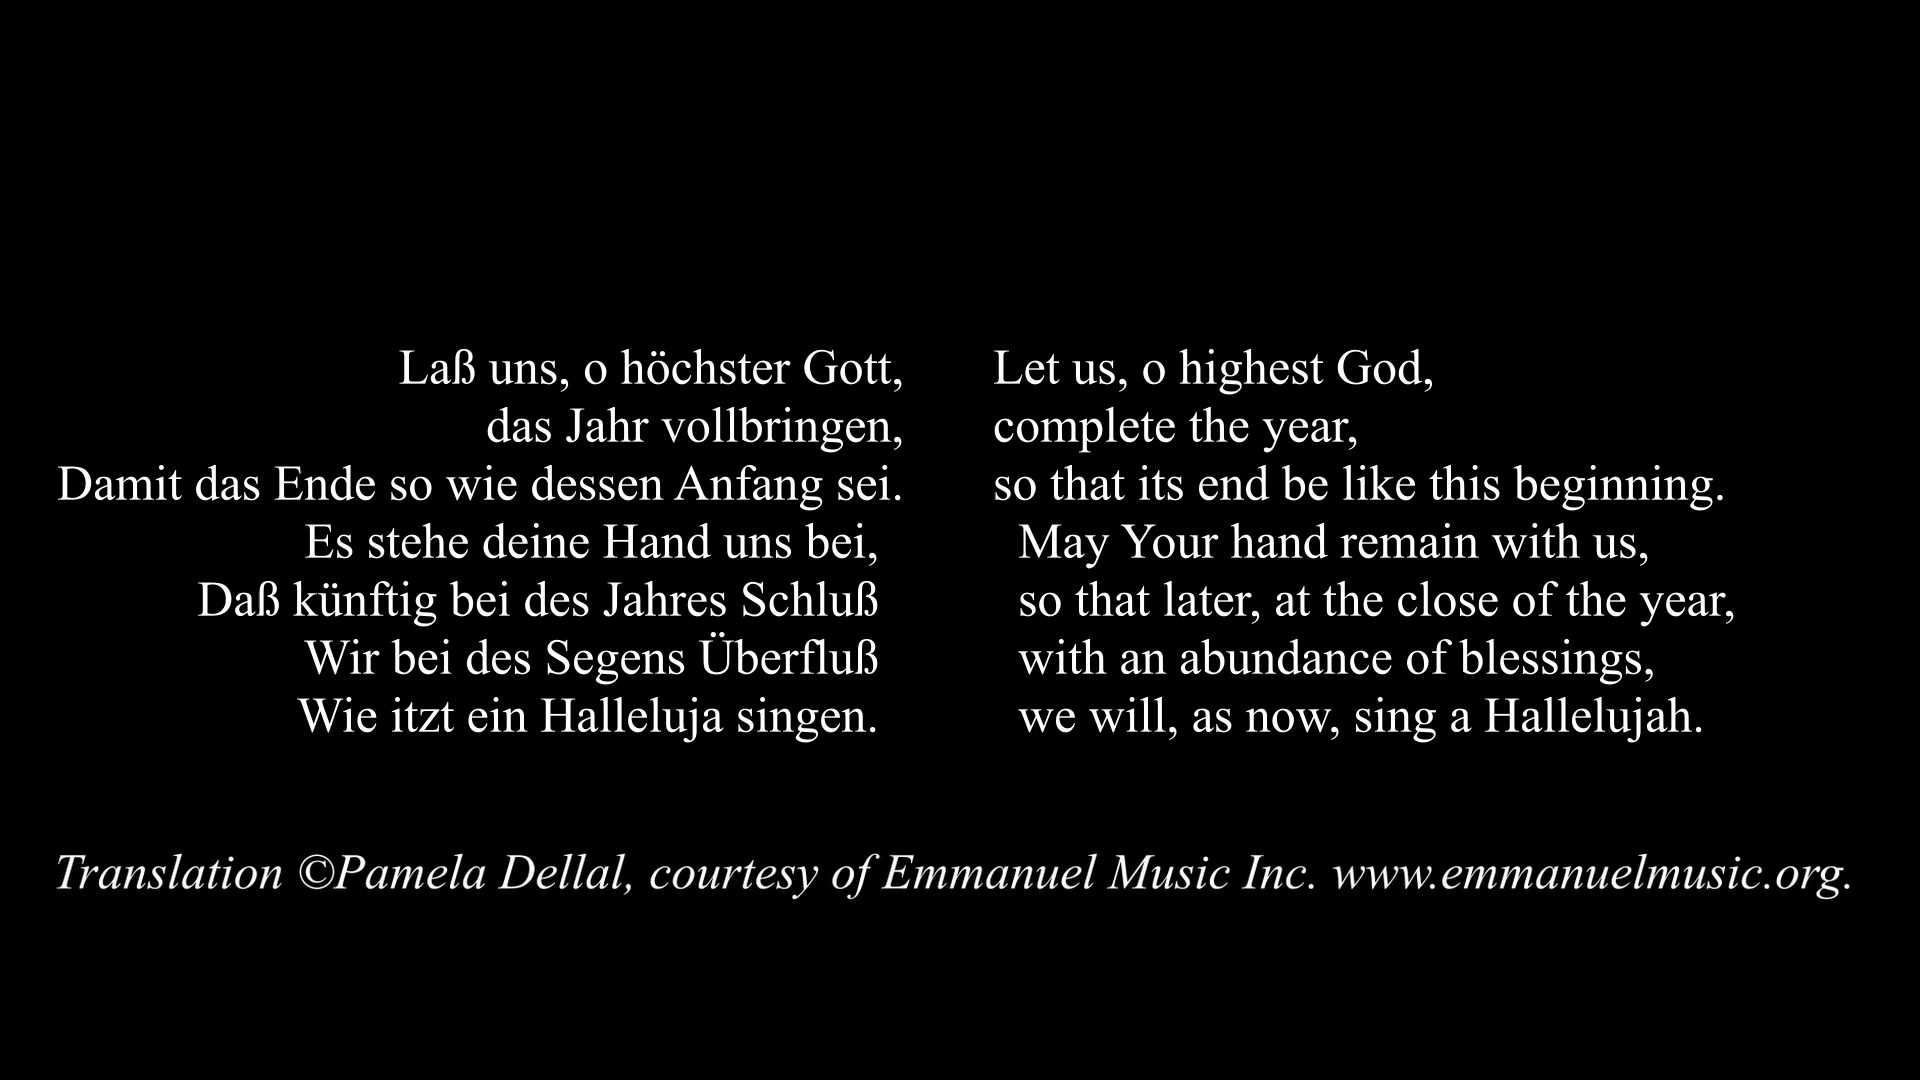 Laß uns, o höchster Gott,
das Jahr vollbringen,
Damit das Ende so wie dessen Anfang sei.
Es stehe deine Hand uns bei,
Daß künftig bei des Jahres Schluß
Wir bei des Segens Überfluß
Wie itzt ein Halleluja singen.
Let us, o highest God,
complete the year,
so that its end be like this beginning.
May Your hand remain with us,
so that later, at the close of the year,
with an abundance of blessings,
we will, as now, sing a Hallelujah.
Translation ©Pamela Dellal, courtesy of Emmanuel Music Inc. www.emmanuelmusic.org.